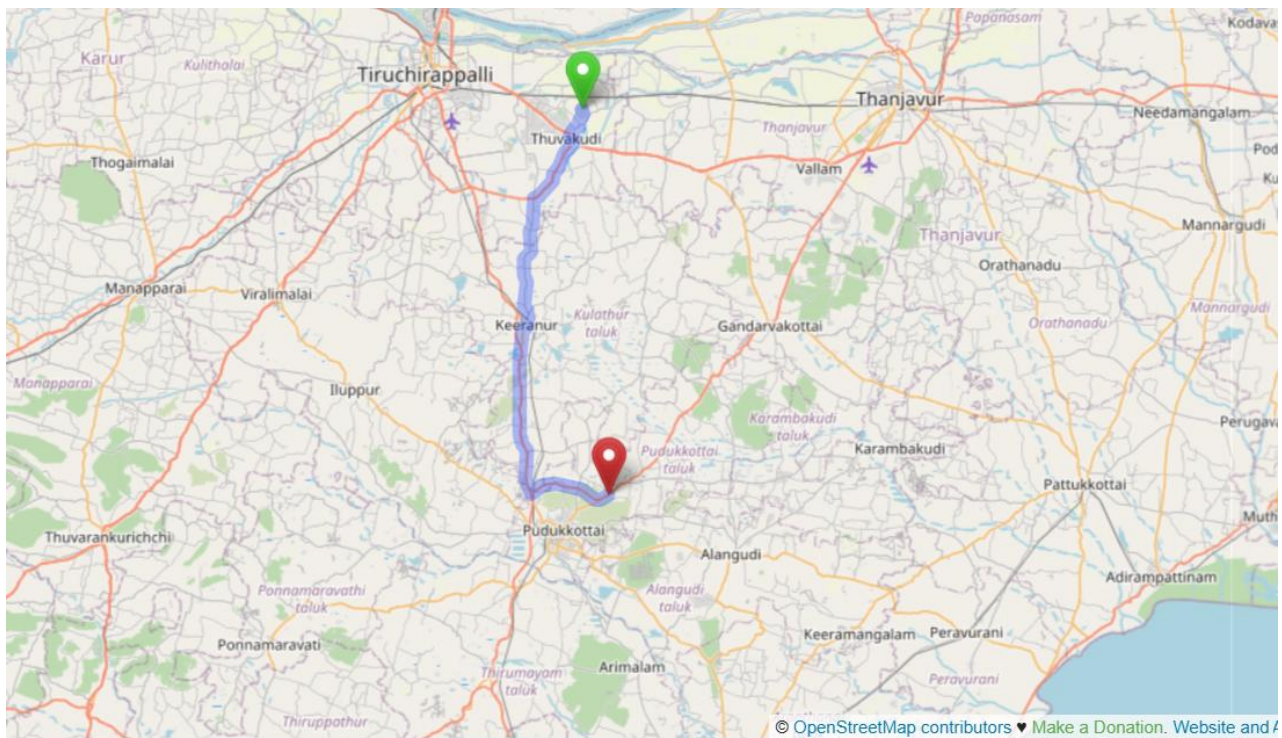 Papanasam
Kodava
Karur
Kulithalai
Tiruchirappalli
Thanjavur
Needamangalam
Thuvakudi
Thanjavur
Thogaimalai
Vallam
Pod
Ku
Mannargudi
Thanjavur
Orathanadu
Manapparai
Viralimalai
Keeranur
Kulathur
taluk
Gandarvakottai
Orathanadu
Mannargudi
Manapparai
Iluppur
Karambakudi
taluk
Perugava
Pudukkottai
taluk
Karambakudi
Pattukkottai
Thuvarankurichchi
Pudukkottai
Alangudi
Muth
Adirampattinam
Ponnamaravathi
taluk
Alangudi
taluk
Ponnamaravati
Keeramangalam
Peravurani
Arimalam
Thirumayam
taluk
Peravurani
Thiruppathur
© OpenStreetMap contributors ♥ Make a Donation. Website and A